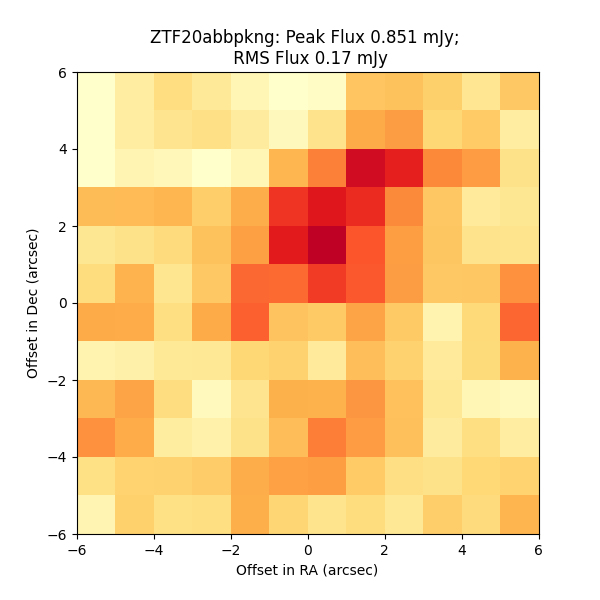 ZTF20abbpkng: Peak Flux 0.851 mJy;
RMS Flux 0.17 mJy
6
4
2
0
−2
−4
−6
Offset in Dec (arcsec)
−6 −4 −2 0 2 4 6
Offset in RA (arcsec)